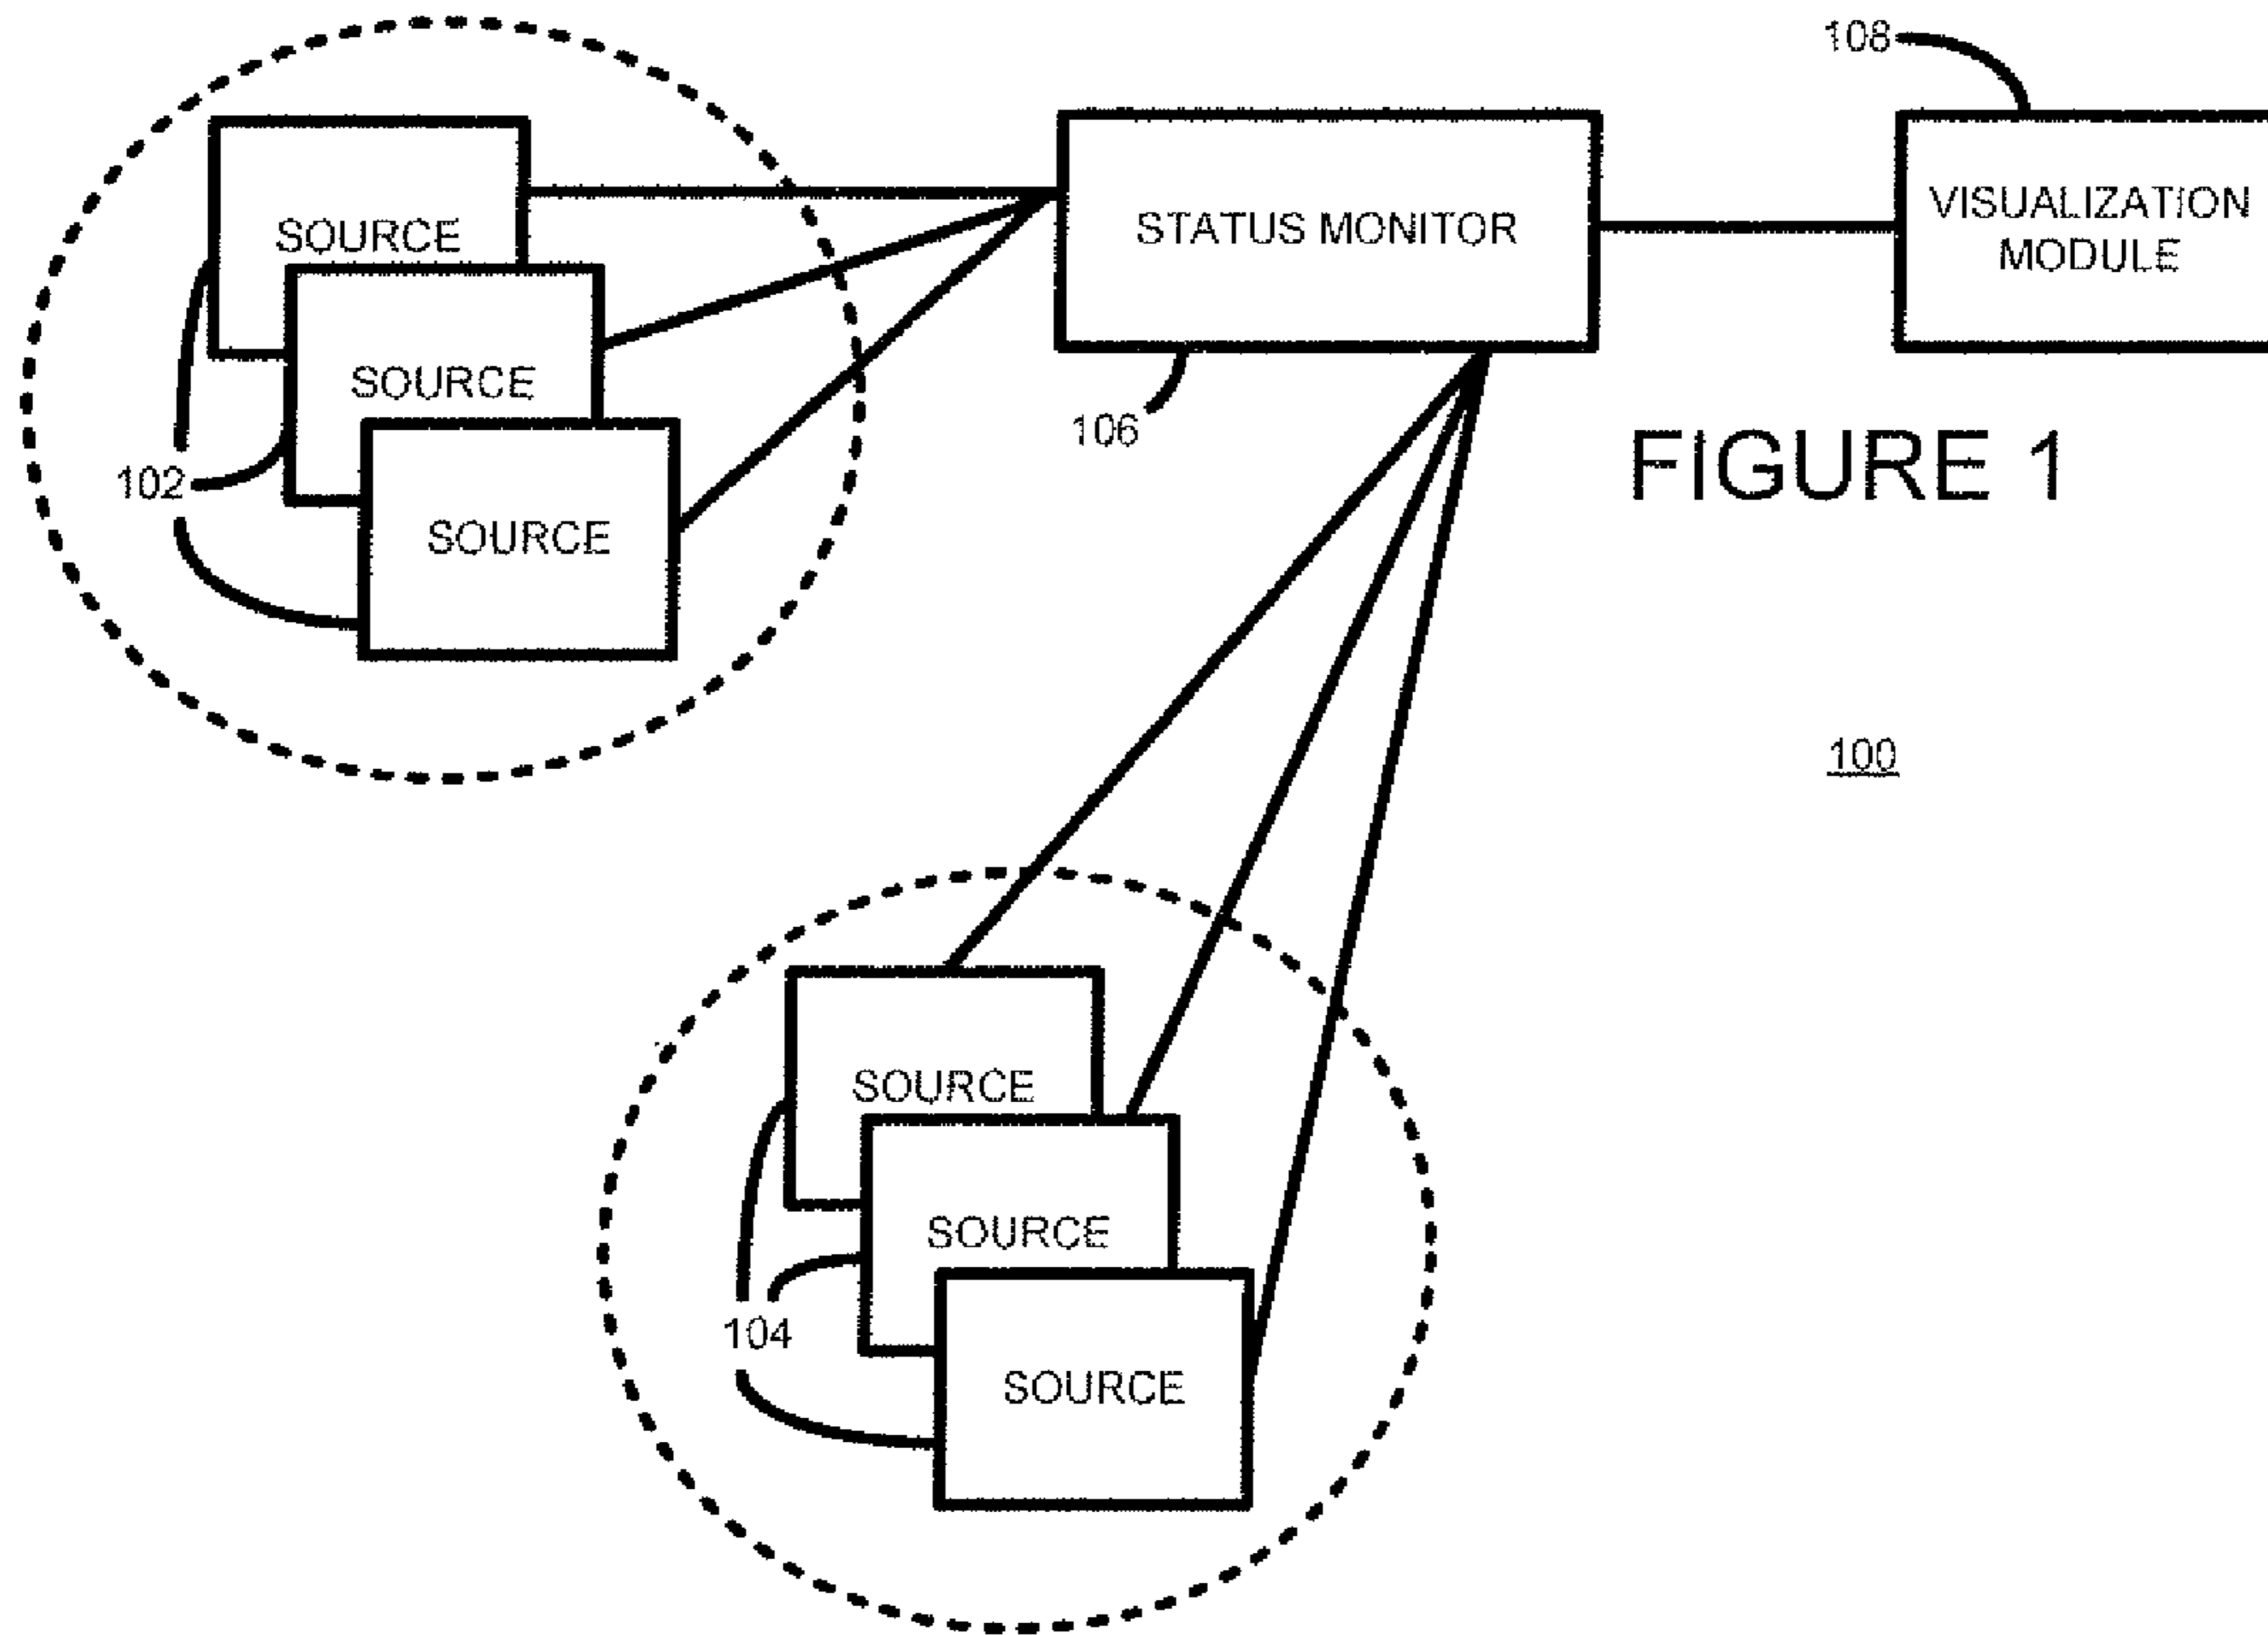 108
SOURCE
STATUS MONITOR
VISUALIZATION
MODULE
SOURCE
106
FIGURE 1
102
SOURCE
100
SOURCE
SOURCE
104
SOURCE